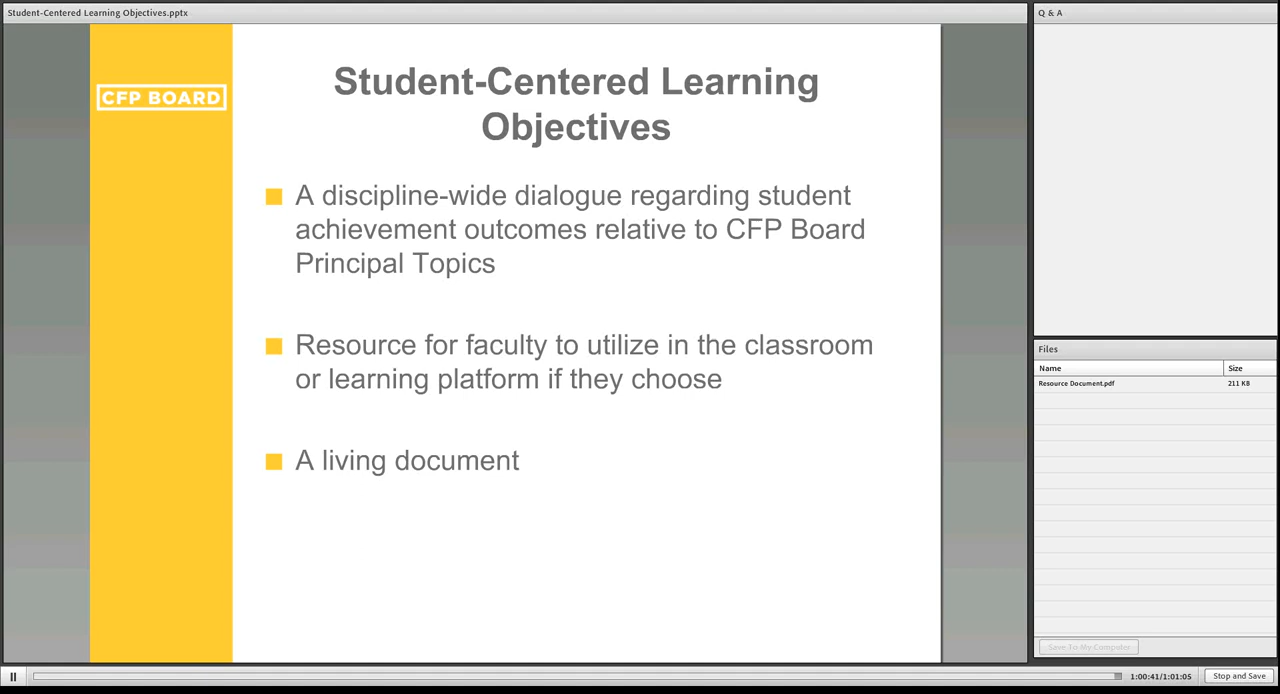 Student-Centered Learning Objectives.pptx
CFP BOARD
Student-Centered Learning
Objectives
A discipline-wide dialogue regarding student
achievement outcomes relative to CFP Board
Principal Topics
Resource for faculty to utilize in the classroom
or learning platform if they choose
A living document
Q & A
Files
Name Size
Resource Document.pdf 211 KB
Save To My Computer
1:00:41/1:01:05 Stop and Save